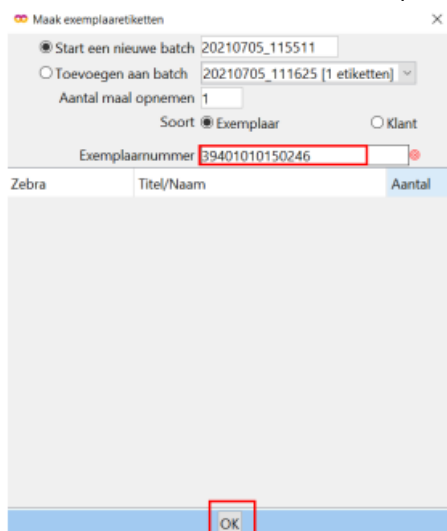 Maak exemplaaretiketten
Start een nieuwe batch 20210705_115511
Toevoegen aan batch 20210705_111625 [1 etiketten]
Aantal maal opnemen 1
Soort Exemplaar Klant
Exemplaarnummer 39401010150246
Zebra Titel/Naam Aantal
OK